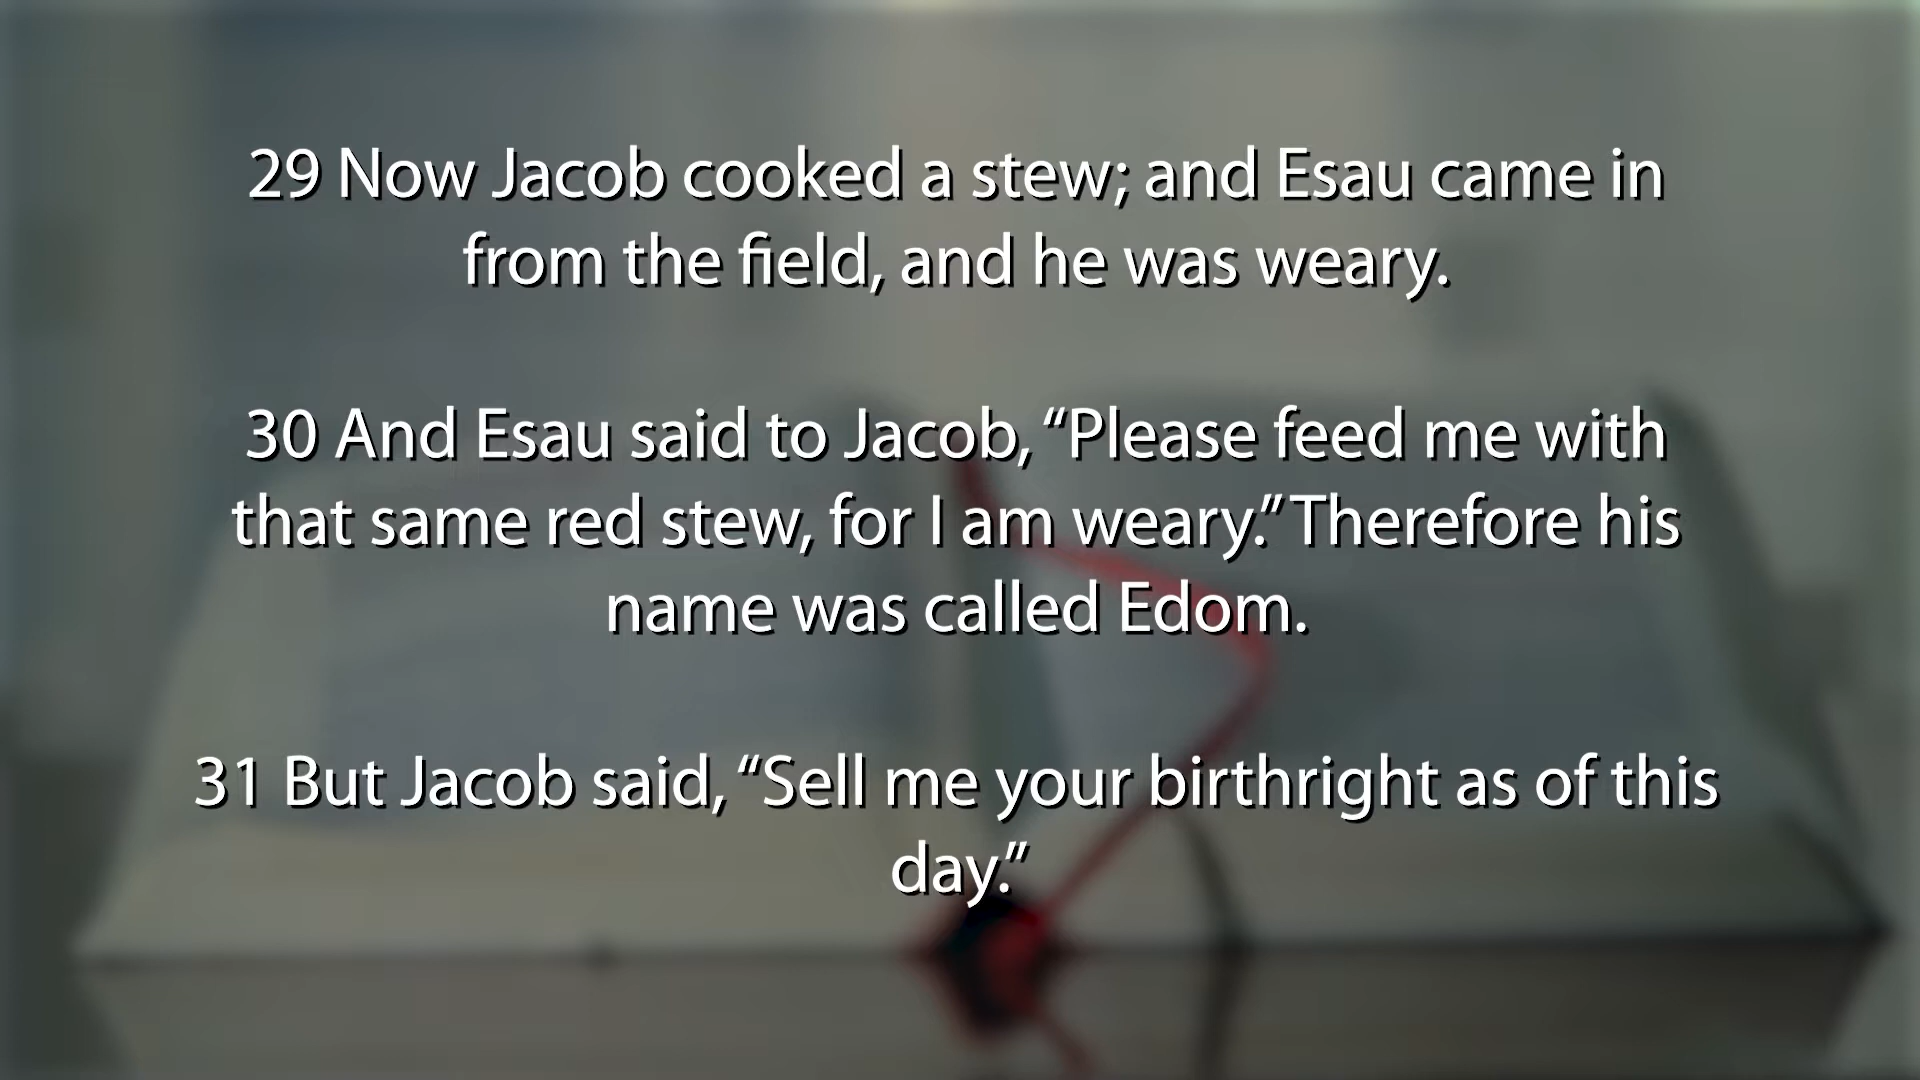 29 Now Jacob cooked a stew; and Esau came in
from the field, and he was weary.
30 And Esau said to Jacob, “Please feed me with
that same red stew, for I am weary.” Therefore his
name was called Edom.
31 But Jacob said, “Sell me your birthright as of this
day.”